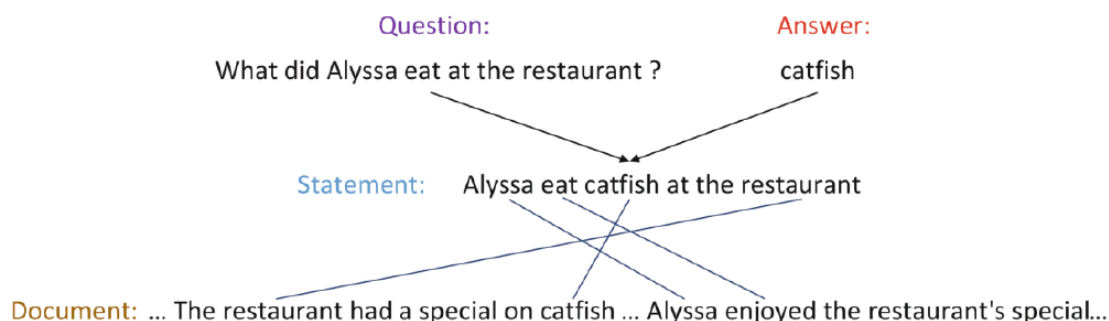 Question: Answer:
What did Alyssa eat at the restaurant ? catfish
Statement: Alyssa eat catfish at the restaurant
Document: ... The restaurant had a special on catfish ... Alyssa enjoyed the restaurant's special...